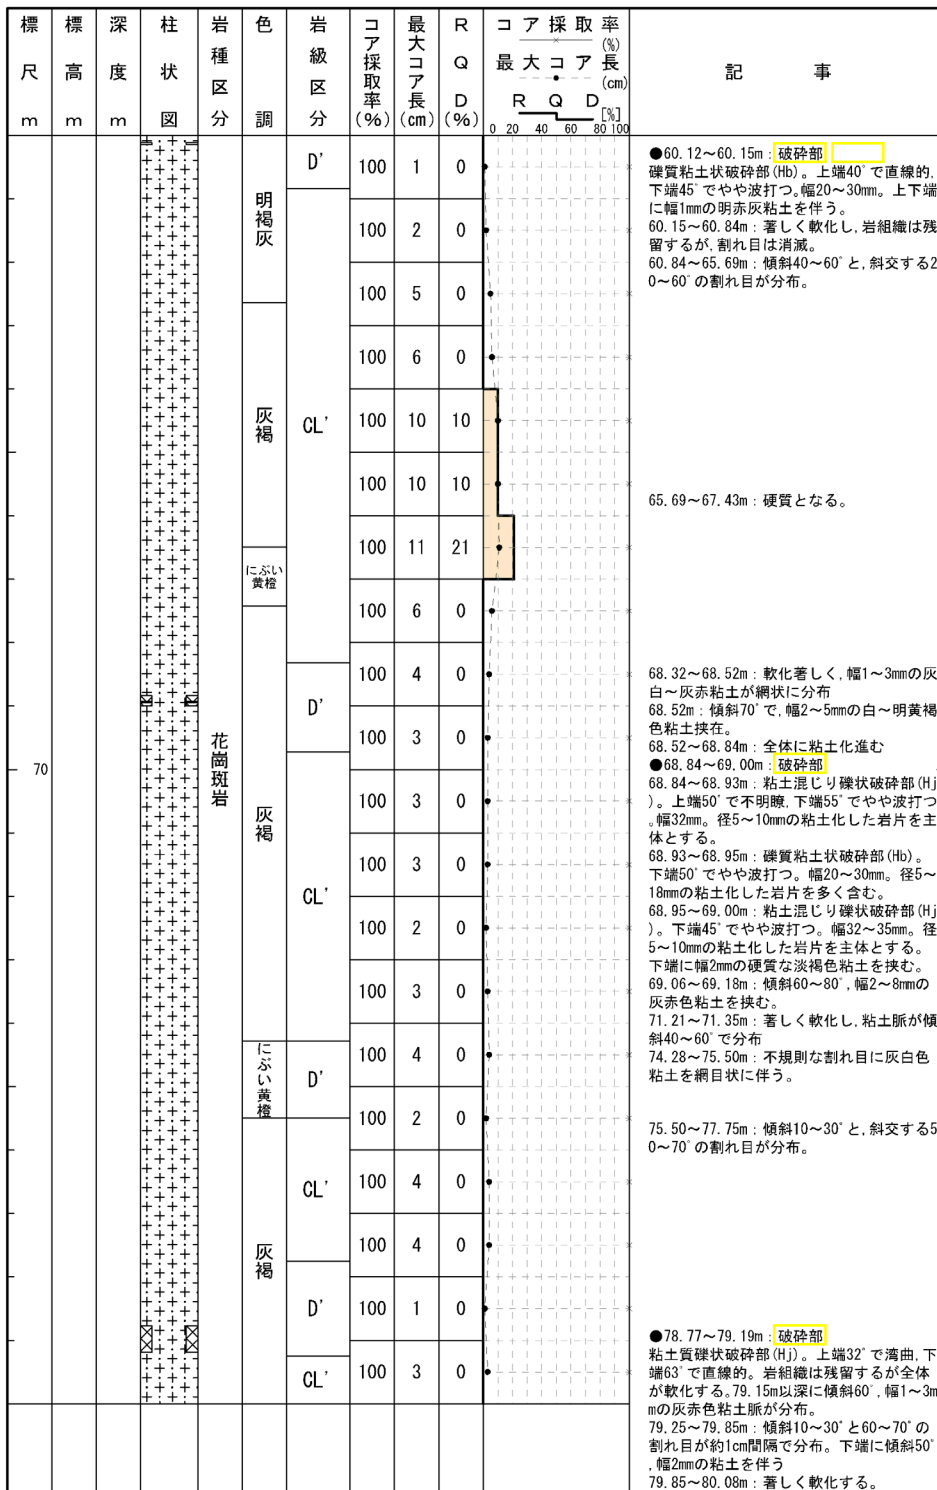 標尺m
標高m
深度m
柱状図
岩種区分
色調
岩級区分
コア採取率(%)
最大コア長(cm)
RQD(%)
コア採取率(%)
最大コア長(cm)
RQD[%]
0 20 40 60 80 100
記事
70
花崗斑岩
明褐灰
灰褐
にぶい黄橙
灰褐
にぶい黄橙
灰褐
D'
CL'
D'
CL'
D'
CL'
D'
CL'
100 1 0
100 2 0
100 5 0
100 6 0
100 10 10
100 10 10
100 11 21
100 6 0
100 4 0
100 3 0
100 3 0
100 3 0
100 2 0
100 3 0
100 4 0
100 2 0
100 4 0
100 4 0
100 1 0
100 3 0
●60.12～60.15m：破砕部
礫質粘土状破砕部(Hb)。上端40°で直線的,
下端45°でやや波打つ。幅20～30mm。上下端
に幅1mmの明赤灰粘土を伴う。
60.15～60.84m：著しく軟化し,岩組織は残
留するが,割れ目は消滅。
60.84～65.69m：傾斜40～60°と,斜交する2
0～60°の割れ目が分布。
65.69～67.43m：硬質となる。
68.32～68.52m：軟化著しく,幅1～3mmの灰
白～灰赤粘土が網状に分布
68.52m：傾斜70°で,幅2～5mmの白～明黄褐
色粘土挟在。
68.52～68.84m：全体に粘土化進む
●68.84～69.00m：破砕部
68.84～68.93m：粘土混じり礫状破砕部(Hj
)。上端50°で不明瞭,下端55°でやや波打つ
。幅32mm。径5～10mmの粘土化した岩片を主
体とする。
68.93～68.95m：礫質粘土状破砕部(Hb)。
下端50°でやや波打つ。幅20～30mm。径5～
18mmの粘土化した岩片を多く含む。
68.95～69.00m：粘土混じり礫状破砕部(Hj
)。下端45°でやや波打つ。幅32～35mm。径
5～10mmの粘土化した岩片を主体とする。
下端に幅2mmの硬質な淡褐色粘土を挟む。
69.06～69.18m：傾斜60～80°,幅2～8mmの
灰赤色粘土を挟む。
71.21～71.35m：著しく軟化し,粘土脈が傾
斜40～60°で分布
74.28～75.50m：不規則な割れ目に灰白色
粘土を網目状に伴う。
75.50～77.75m：傾斜10～30°と,斜交する5
0～70°の割れ目が分布。
●78.77～79.19m：破砕部
粘土質礫状破砕部(Hj)。上端32°で湾曲,下
端63°で直線的。岩組織は残留するが全体
が軟化する。79.15m以深に傾斜60°,幅1～3m
mの灰赤色粘土脈が分布。
79.25～79.85m：傾斜10～30°と60～70°の
割れ目が約1cm間隔で分布。下端に傾斜50°
,幅2mmの粘土を伴う
79.85～80.08m：著しく軟化する。